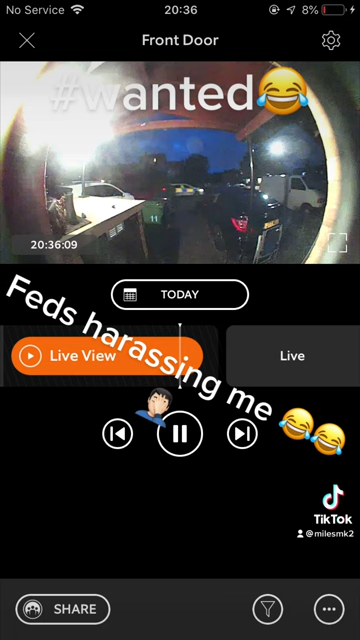 No Service 20:36 8%
Front Door
#wanted😂
11
20:36:09
TODAY
Feds harassing me 😂😂
Live View
Live
🤦🏻‍♂️
TikTok
@milesmk2
SHARE